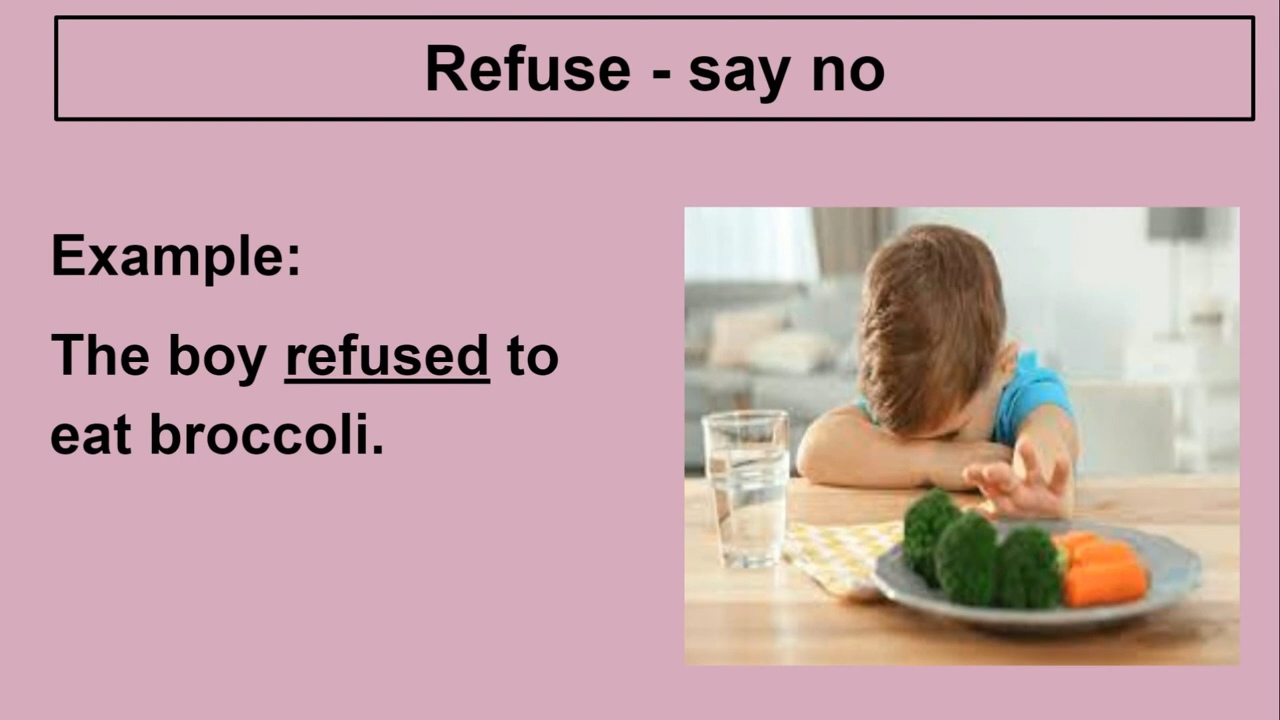 Refuse - say no
Example:
The boy refused to
eat broccoli.